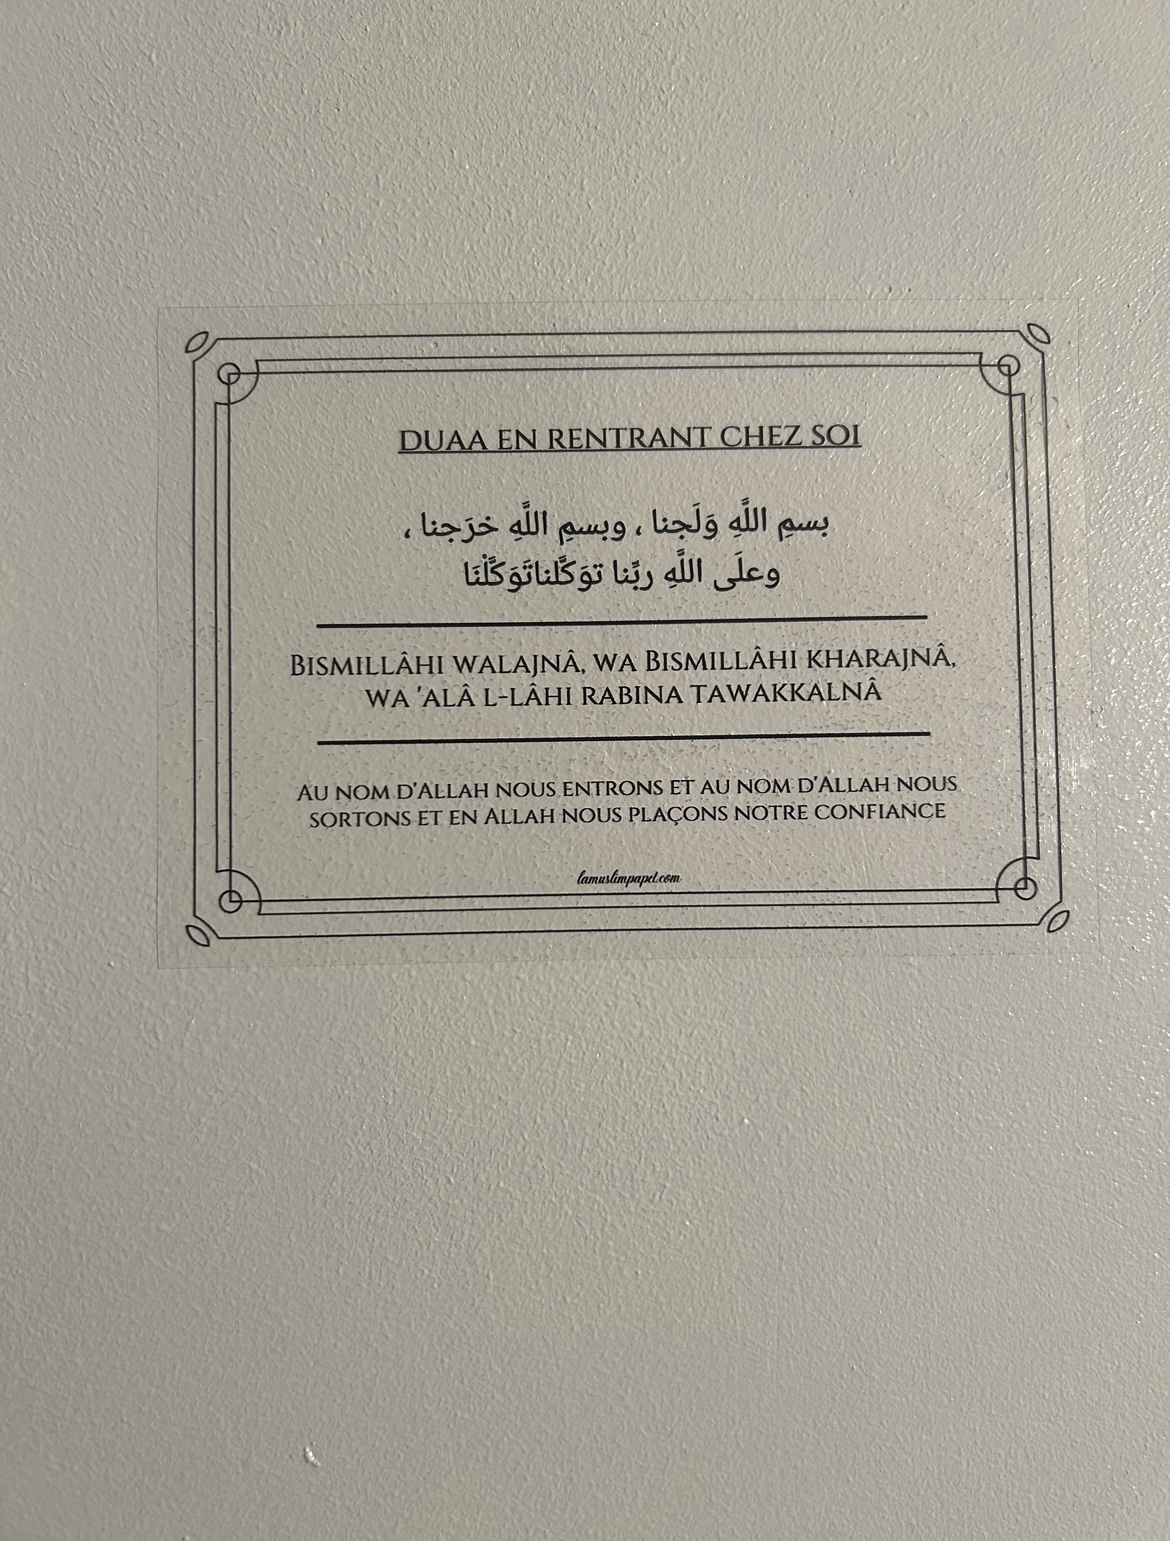 DUAA EN RENTRANT CHEZ SOI
بسمِ اللَّهِ وَلَجنا ، وبسمِ اللَّهِ خرَجنا ،
وعلَى اللَّهِ ربِّنا توَكَّلناتَوَكَّلْنَا
BISMILLÂHI WALAJNÂ, WA BISMILLÂHI KHARAJNÂ,
WA 'ALÂ L-LÂHI RABINA TAWAKKALNÂ
AU NOM D'ALLAH NOUS ENTRONS ET AU NOM D'ALLAH NOUS
SORTONS ET EN ALLAH NOUS PLAÇONS NOTRE CONFIANCE
lamuslimpapel.com